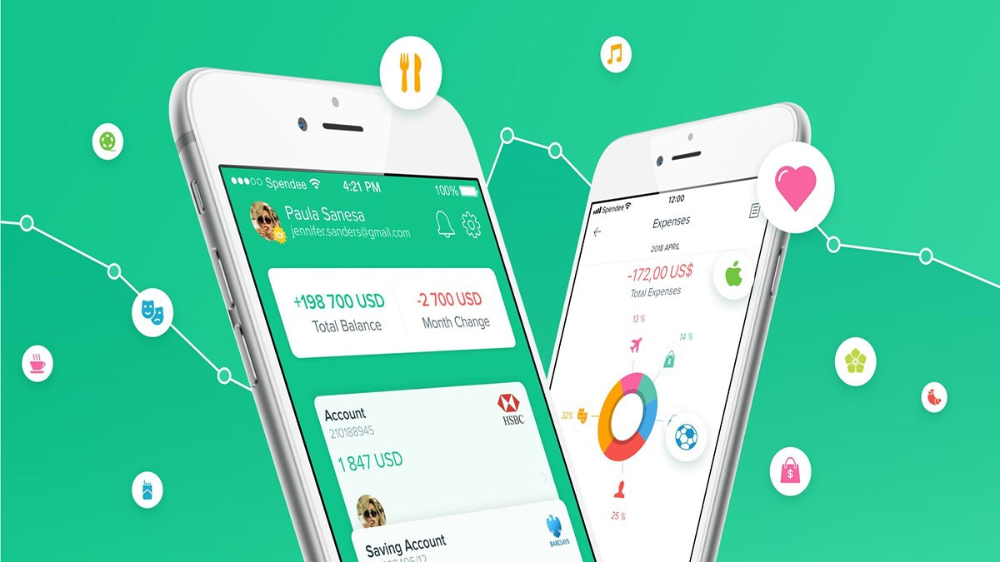 Spendee
4:21 PM
100%
Paula Sanesa
jennifer.sanders@gmail.com
+198 700 USD
Total Balance
-2 700 USD
Month Change
Account
210188945
HSBC
1 847 USD
Saving Account
BARCLAYS
Spendee
12:00
Expenses
2018 APRIL
-172,00 US$
Total Expenses
13 %
14 %
32%
25 %
$
$